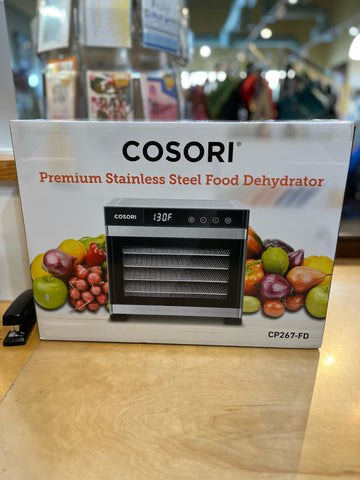 COSORI®
Premium Stainless Steel Food Dehydrator
COSORI
130F
CP267-FD